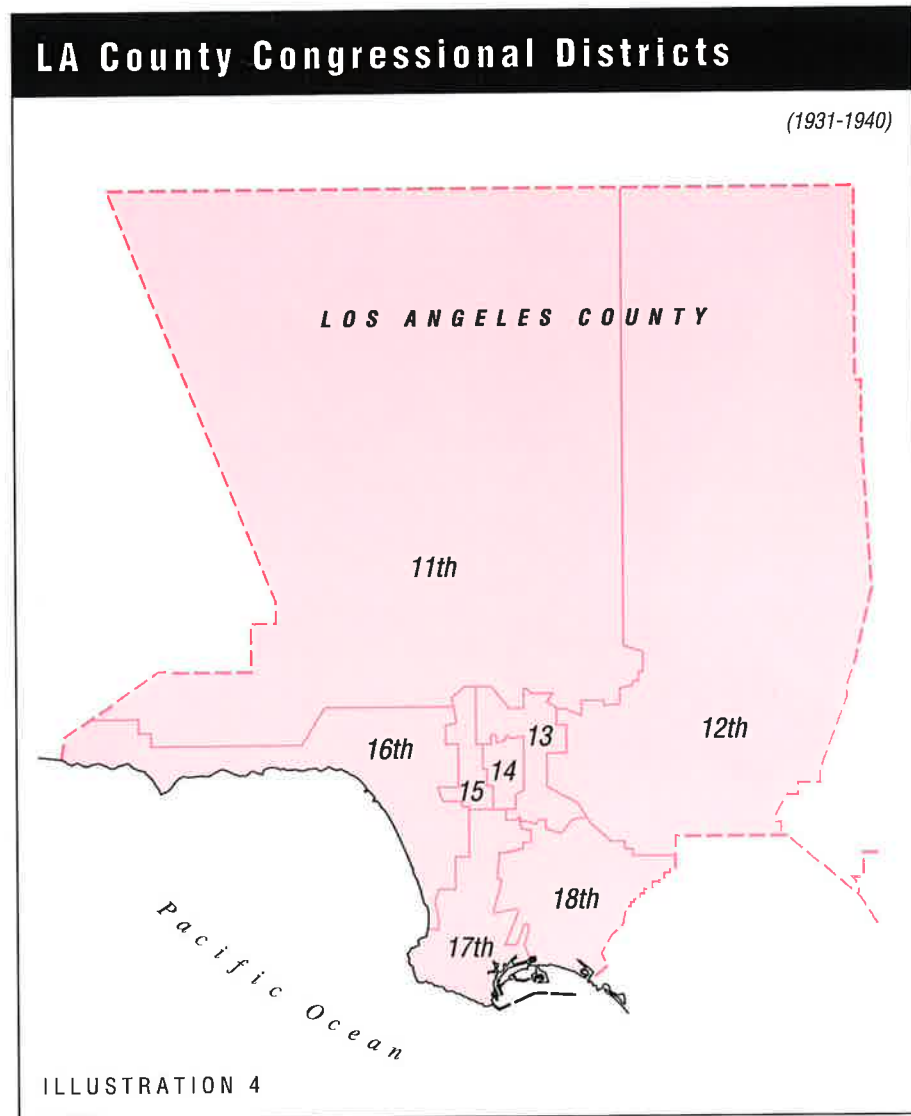 LA County Congressional Districts
(1931-1940)
LOS ANGELES COUNTY
11th
12th
13
16th
14
15
18th
17th
Pacific Ocean
ILLUSTRATION 4